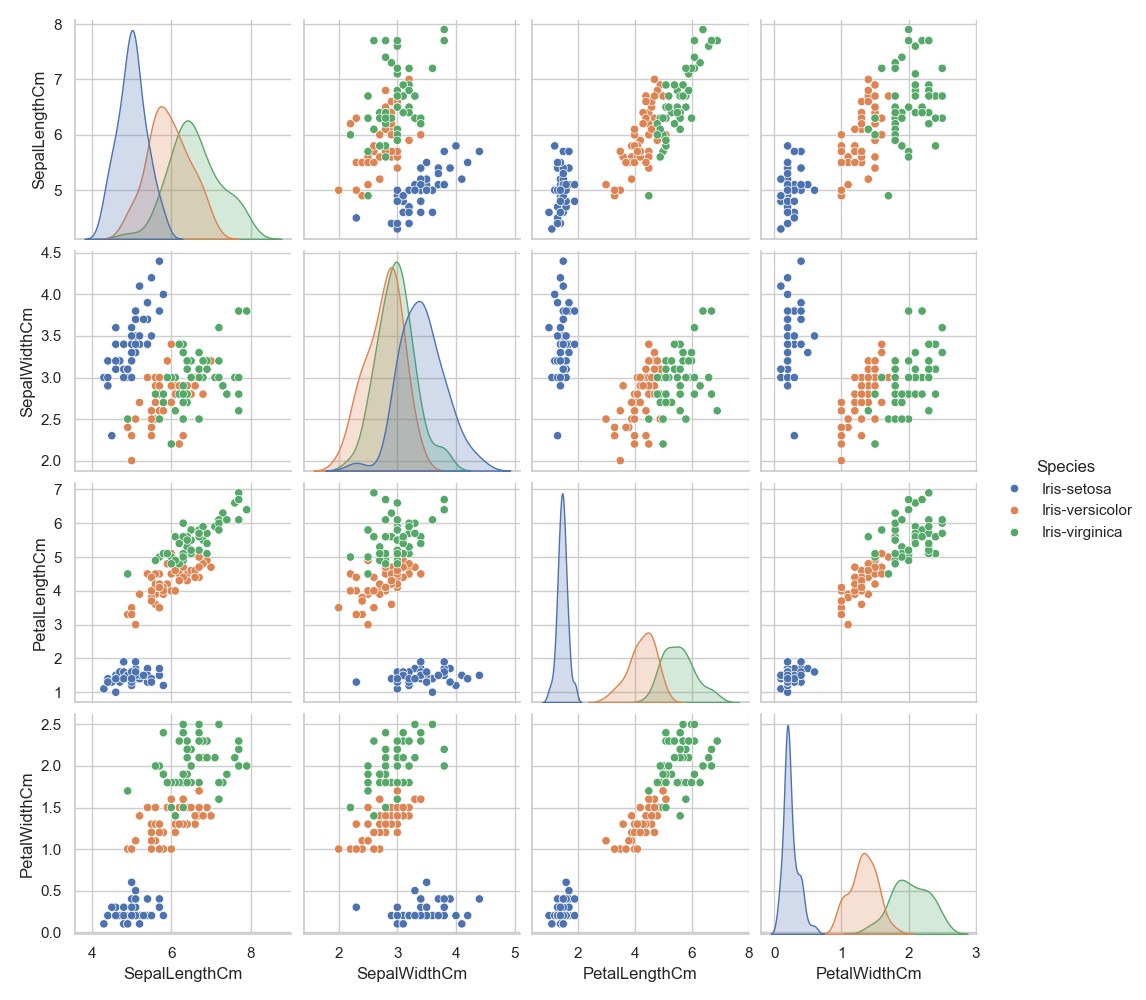 8
7
6
5
SepalLengthCm
4.5
4.0
3.5
3.0
2.5
2.0
SepalWidthCm
Species
Iris-setosa
Iris-versicolor
Iris-virginica
7
6
5
4
3
2
1
PetalLengthCm
2.5
2.0
1.5
1.0
0.5
0.0
PetalWidthCm
4 6 8 2 3 4 5 2 4 6 8 0 1 2 3
SepalLengthCm SepalWidthCm PetalLengthCm PetalWidthCm